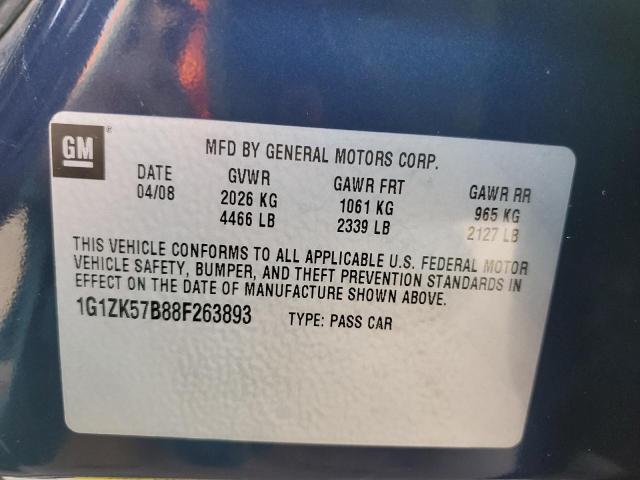 GM ®
MFD BY GENERAL MOTORS CORP.
DATE GVWR GAWR FRT GAWR RR
04/08 2026 KG 1061 KG 965 KG
4466 LB 2339 LB 2127 LB
THIS VEHICLE CONFORMS TO ALL APPLICABLE U.S. FEDERAL MOTOR
VEHICLE SAFETY, BUMPER, AND THEFT PREVENTION STANDARDS IN
EFFECT ON THE DATE OF MANUFACTURE SHOWN ABOVE.
1G1ZK57B88F263893 TYPE: PASS CAR